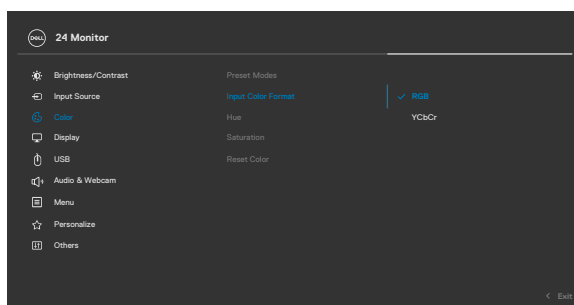 DELL 24 Monitor
Brightness/Contrast
Input Source
Color
Display
USB
Audio & Webcam
Menu
Personalize
Others
Preset Modes
Input Color Format
Hue
Saturation
Reset Color
RGB
YCbCr
Exit